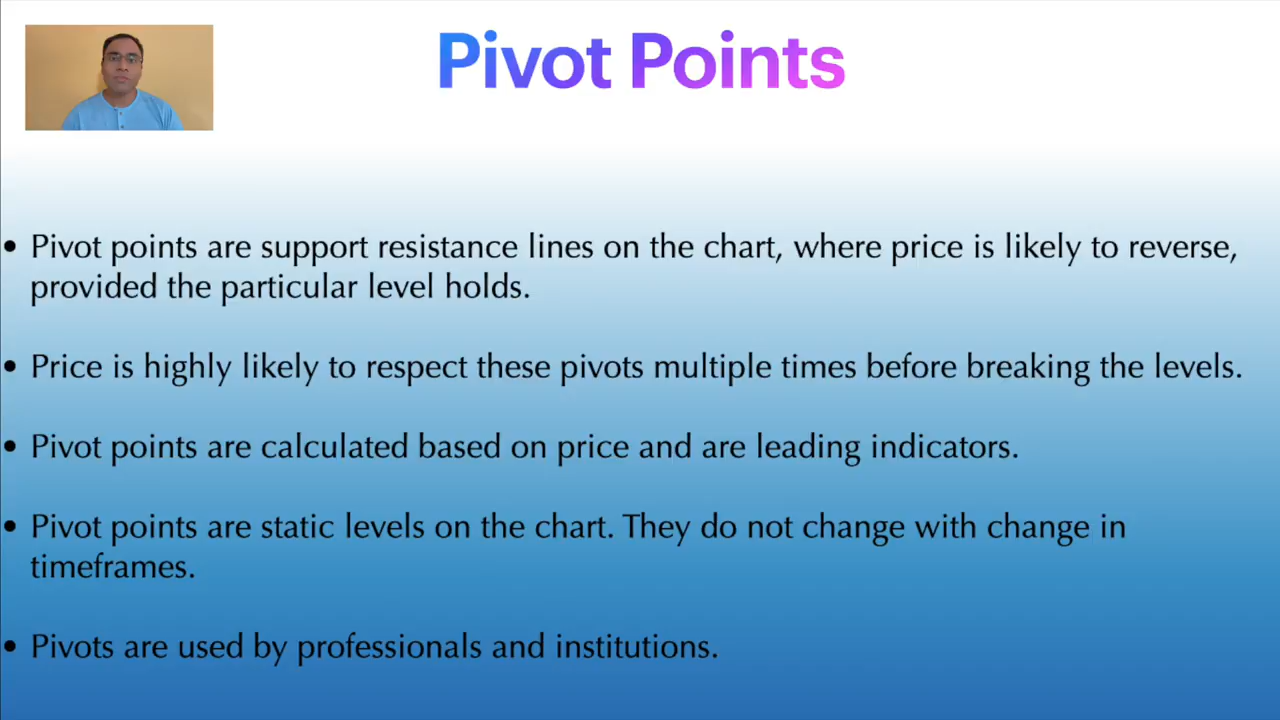 Pivot Points
• Pivot points are support resistance lines on the chart, where price is likely to reverse,
provided the particular level holds.
• Price is highly likely to respect these pivots multiple times before breaking the levels.
• Pivot points are calculated based on price and are leading indicators.
• Pivot points are static levels on the chart. They do not change with change in
timeframes.
• Pivots are used by professionals and institutions.